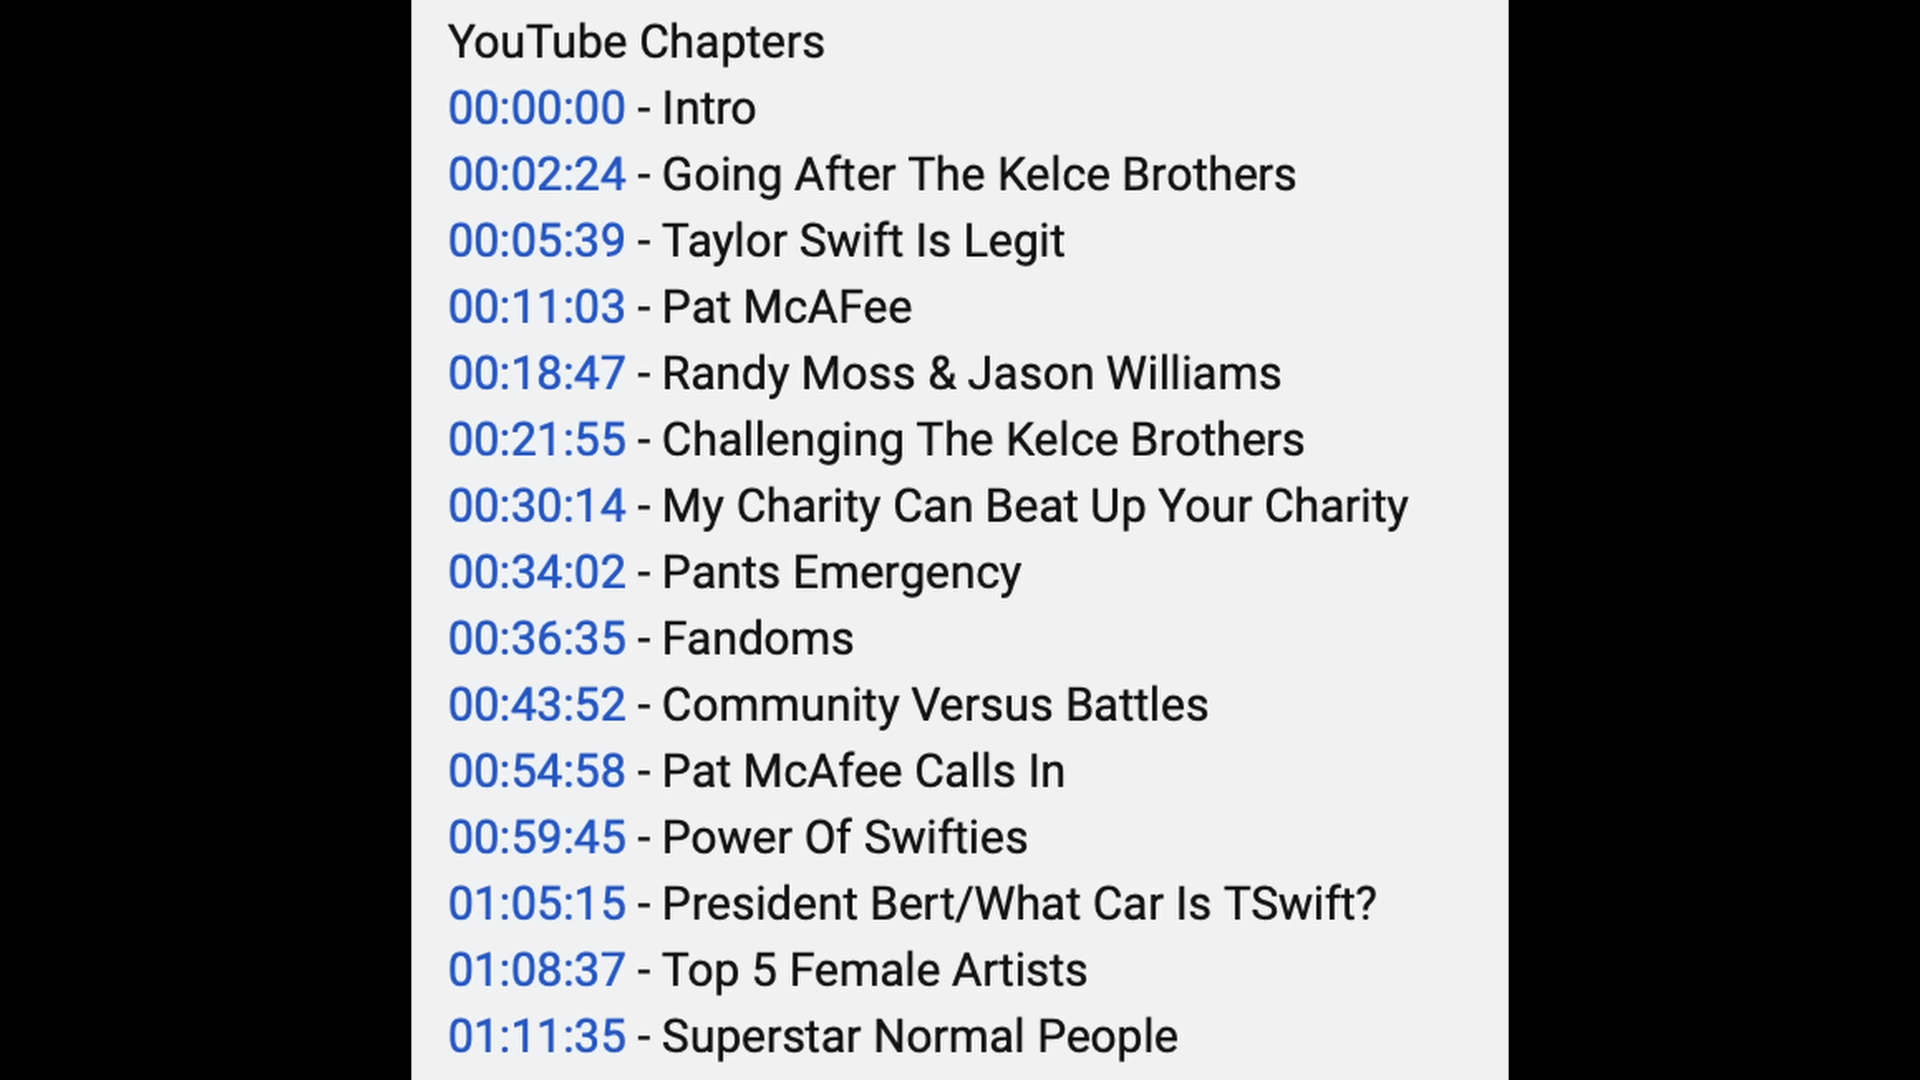 YouTube Chapters
00:00:00 - Intro
00:02:24 - Going After The Kelce Brothers
00:05:39 - Taylor Swift Is Legit
00:11:03 - Pat McAFee
00:18:47 - Randy Moss & Jason Williams
00:21:55 - Challenging The Kelce Brothers
00:30:14 - My Charity Can Beat Up Your Charity
00:34:02 - Pants Emergency
00:36:35 - Fandoms
00:43:52 - Community Versus Battles
00:54:58 - Pat McAfee Calls In
00:59:45 - Power Of Swifties
01:05:15 - President Bert/What Car Is TSwift?
01:08:37 - Top 5 Female Artists
01:11:35 - Superstar Normal People